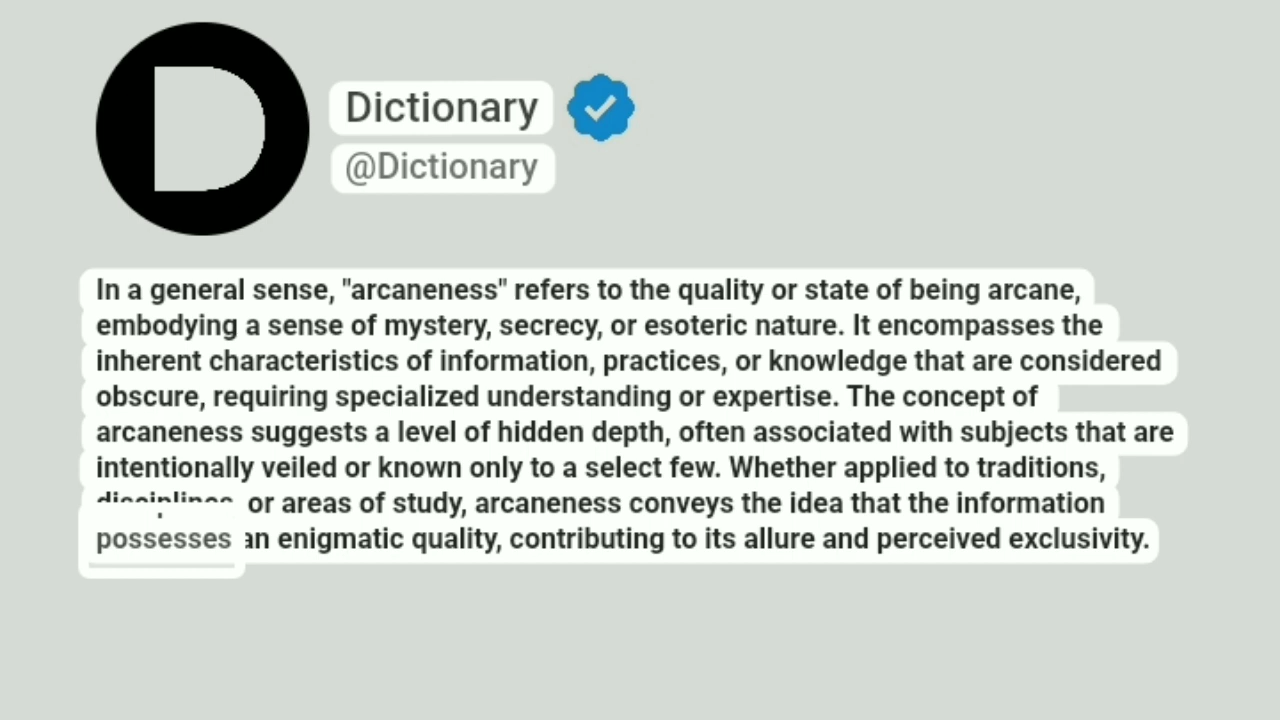 D
Dictionary
@Dictionary
In a general sense, "arcaneness" refers to the quality or state of being arcane,
embodying a sense of mystery, secrecy, or esoteric nature. It encompasses the
inherent characteristics of information, practices, or knowledge that are considered
obscure, requiring specialized understanding or expertise. The concept of
arcaneness suggests a level of hidden depth, often associated with subjects that are
intentionally veiled or known only to a select few. Whether applied to traditions,
disciplines, or areas of study, arcaneness conveys the idea that the information
possesses an enigmatic quality, contributing to its allure and perceived exclusivity.